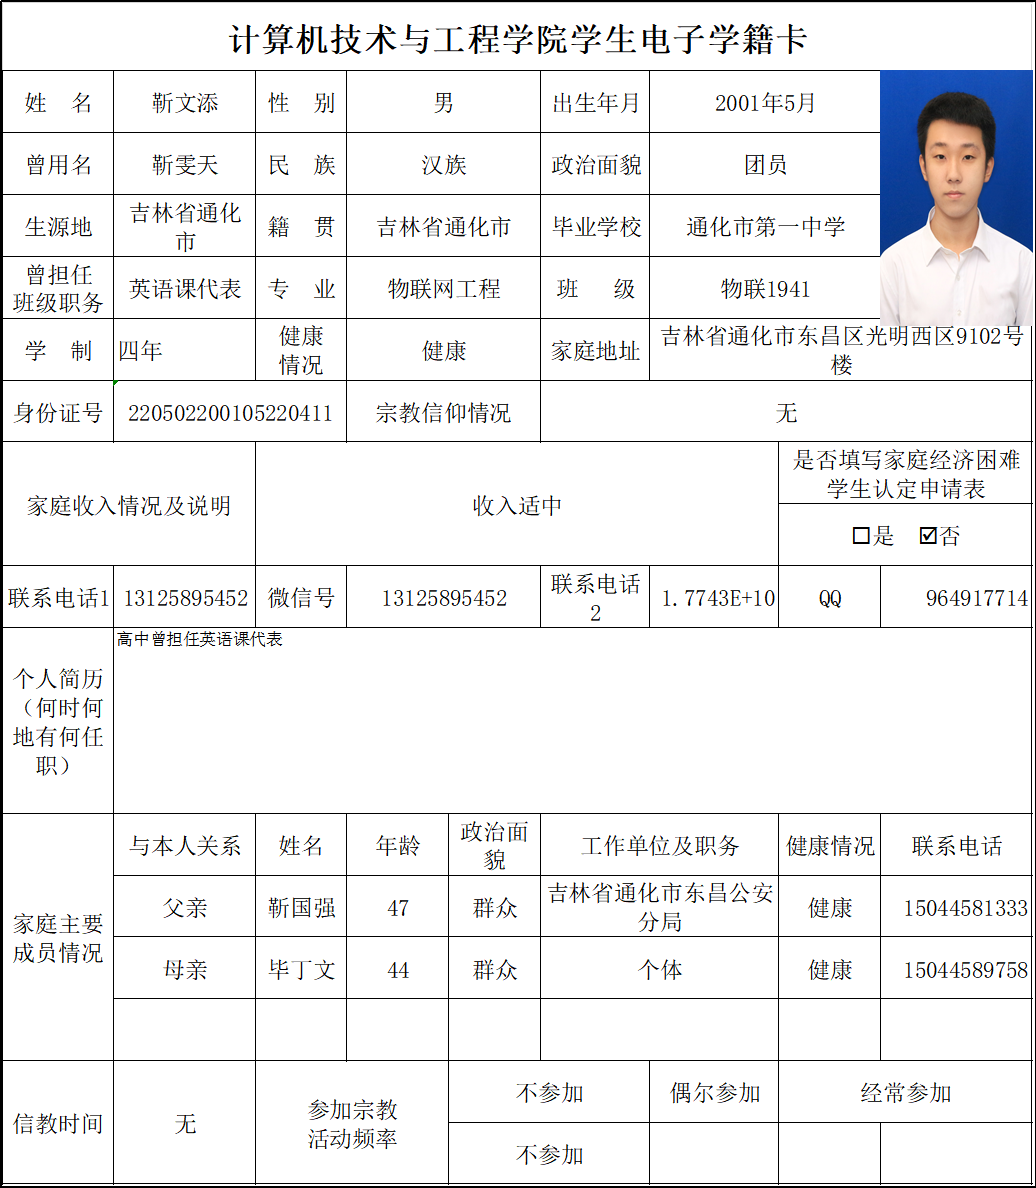 计算机技术与工程学院学生电子学籍卡
姓 名 靳文添 性 别 男 出生年月 2001年5月
曾用名 靳雯天 民 族 汉族 政治面貌 团员
生源地 吉林省通化市 籍 贯 吉林省通化市 毕业学校 通化市第一中学
曾担任班级职务 英语课代表 专 业 物联网工程 班 级 物联1941
学 制 四年 健康情况 健康 家庭地址 吉林省通化市东昌区光明西区9102号楼
身份证号 220502200105220411 宗教信仰情况 无
家庭收入情况及说明 收入适中 是否填写家庭经济困难学生认定申请表
□是 ☑否
联系电话1 13125895452 微信号 13125895452 联系电话2 1.7743E+10 QQ 964917714
个人简历（何时何地有何任职） 高中曾担任英语课代表
家庭主要成员情况 与本人关系 姓名 年龄 政治面貌 工作单位及职务 健康情况 联系电话
父亲 靳国强 47 群众 吉林省通化市东昌公安分局 健康 15044581333
母亲 毕丁文 44 群众 个体 健康 15044589758
信教时间 无 参加宗教活动频率 不参加 偶尔参加 经常参加
不参加